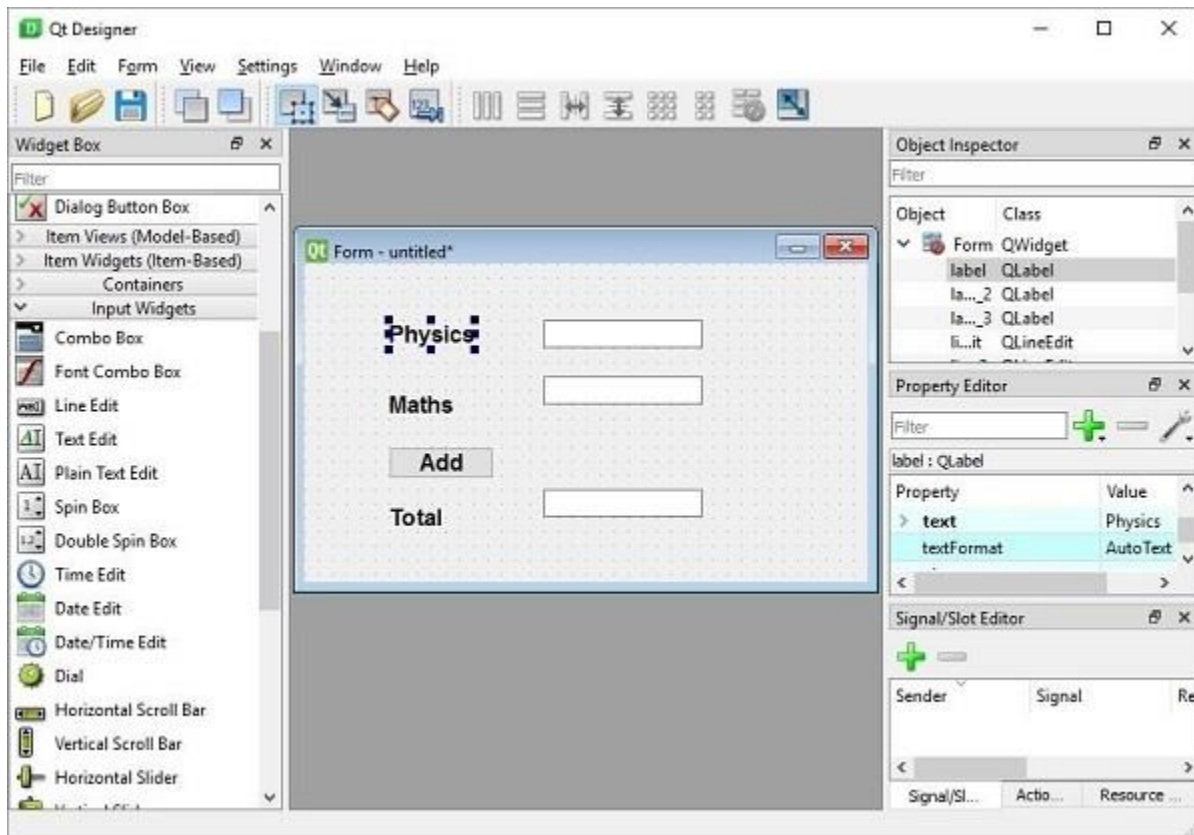 Qt Designer
File Edit Form View Settings Window Help
Widget Box
Filter
Dialog Button Box
Item Views (Model-Based)
Item Widgets (Item-Based)
Containers
Input Widgets
Combo Box
Font Combo Box
Line Edit
Text Edit
Plain Text Edit
Spin Box
Double Spin Box
Time Edit
Date Edit
Date/Time Edit
Dial
Horizontal Scroll Bar
Vertical Scroll Bar
Horizontal Slider
Qt Form - untitled*
Physics
Maths
Add
Total
Object Inspector
Filter
Object Class
Form QWidget
label QLabel
la..._2 QLabel
la..._3 QLabel
li...it QLineEdit
Property Editor
Filter
label : QLabel
Property Value
text Physics
textFormat AutoText
Signal/Slot Editor
Sender Signal Re
Signal/Sl... Actio... Resource ...